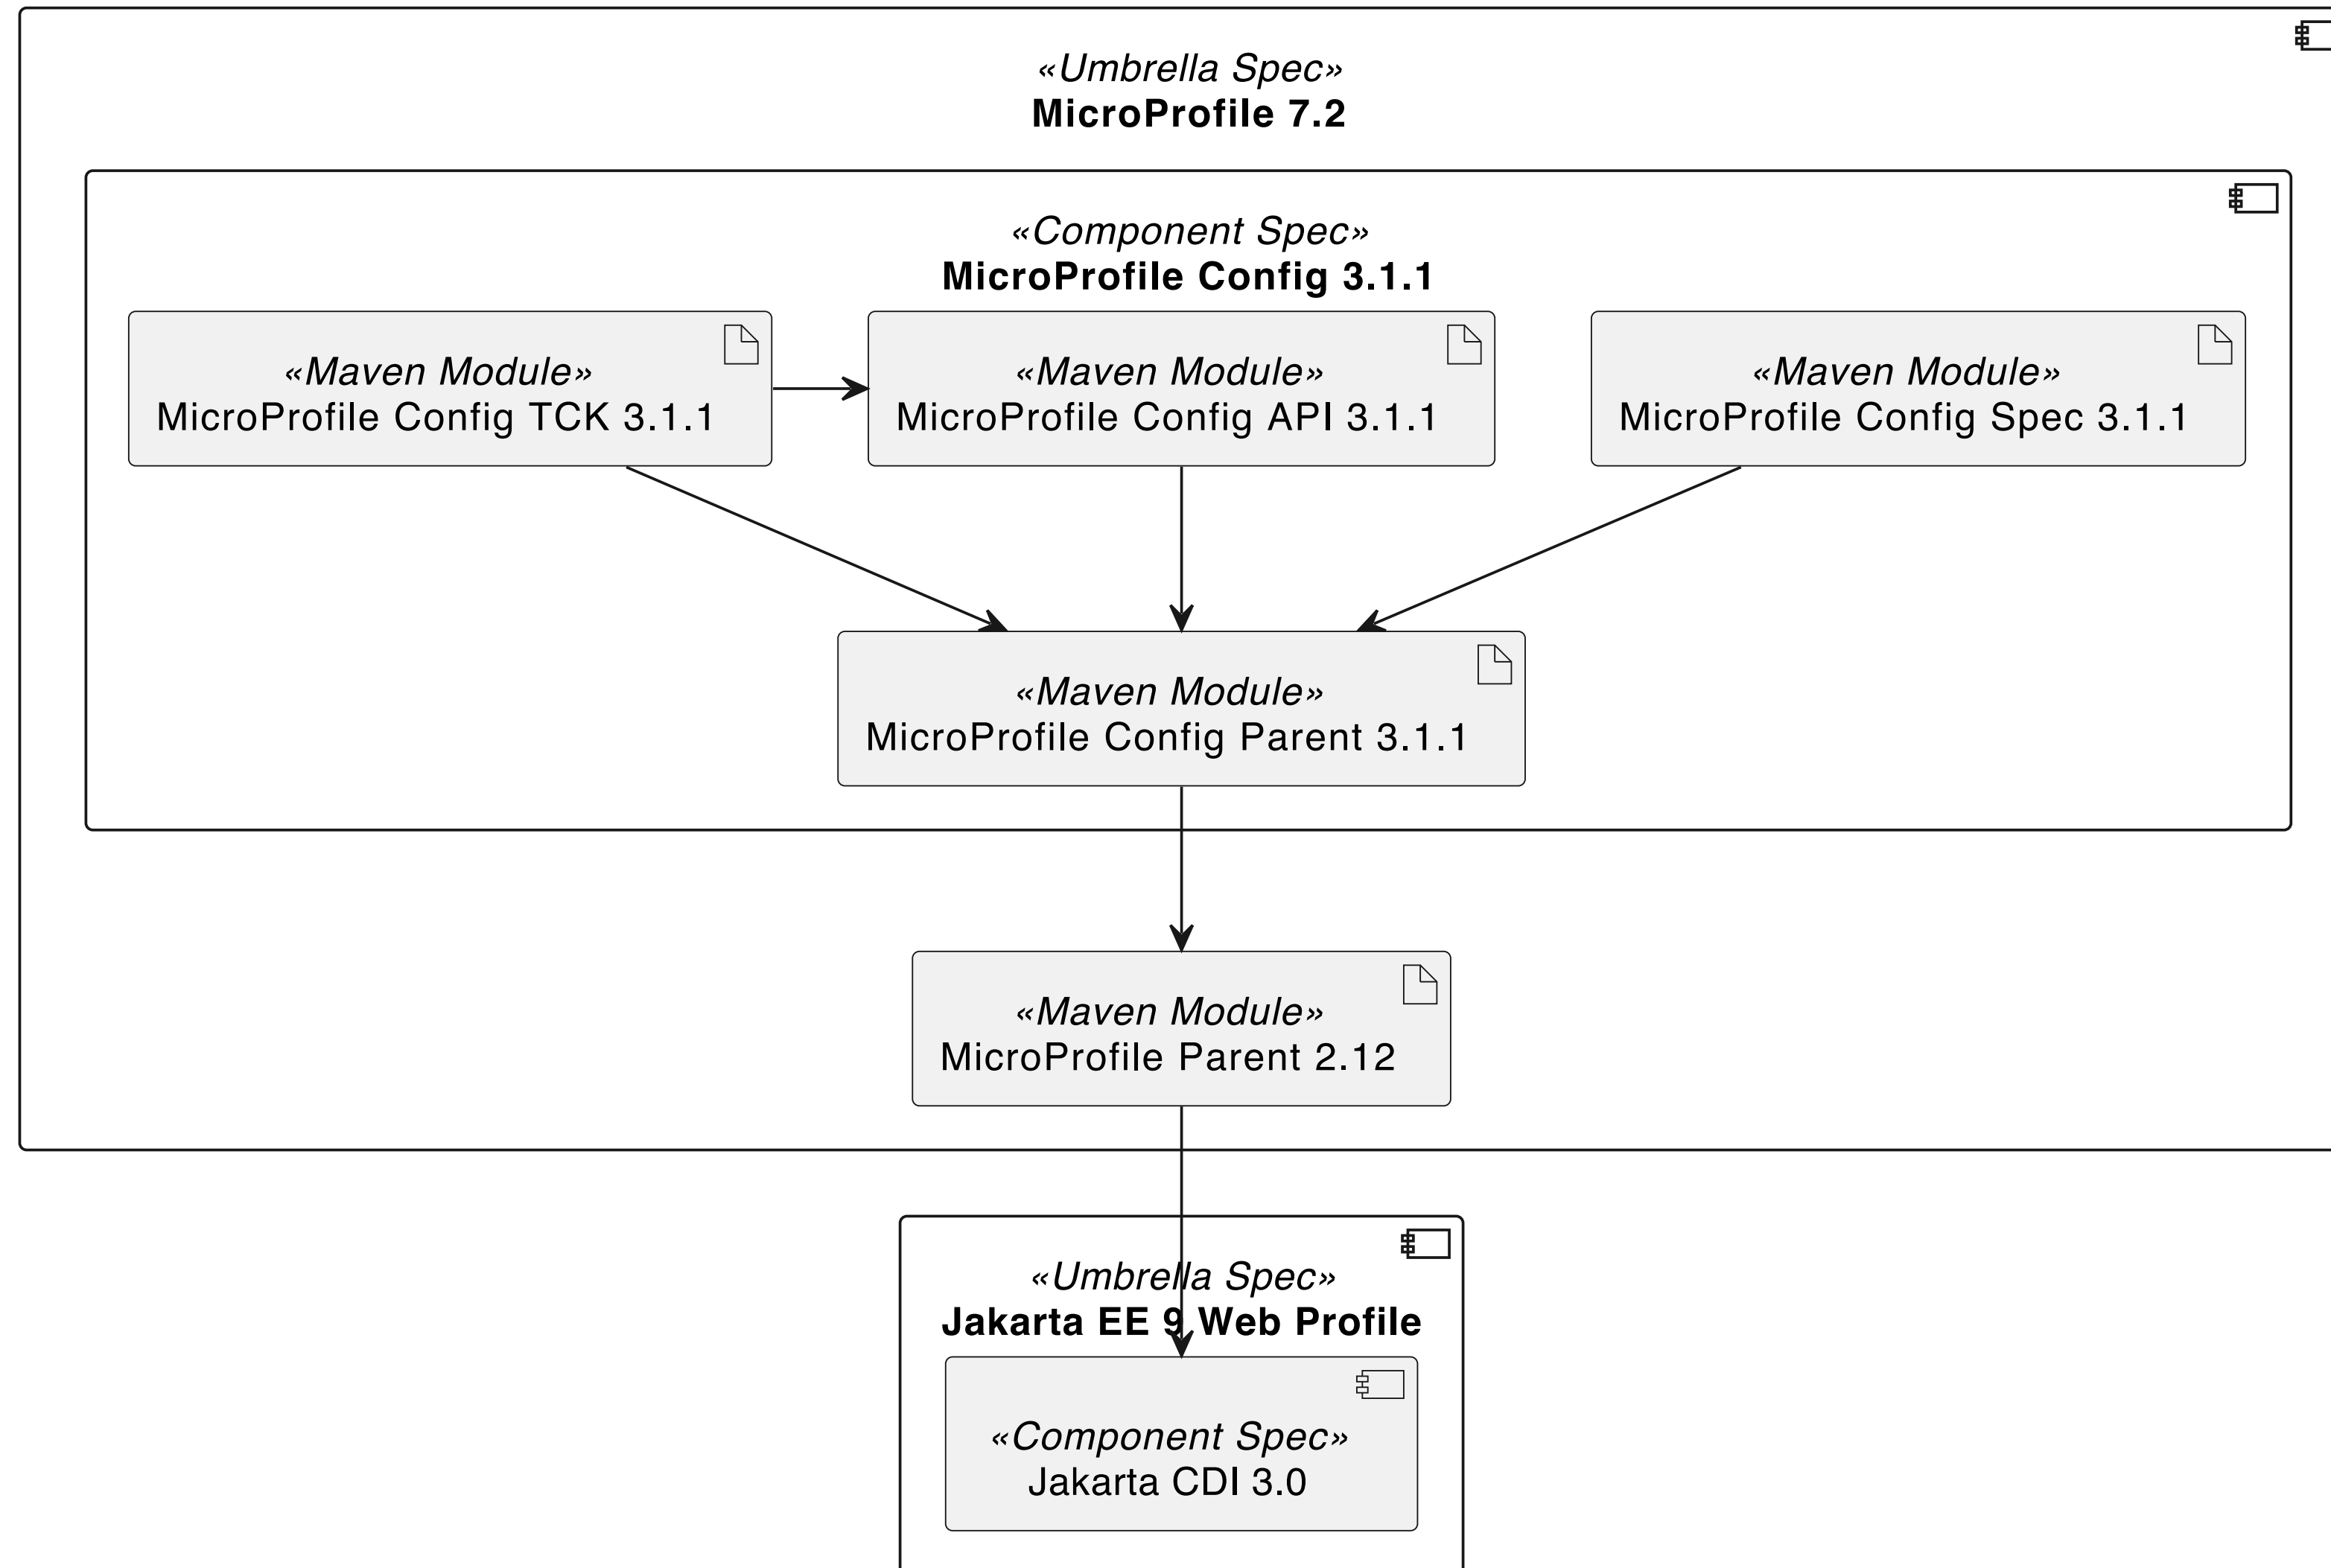 «Umbrella Spec»
MicroProfile 7.2
«Component Spec»
MicroProfile Config 3.1.1
«Maven Module»
MicroProfile Config TCK 3.1.1
«Maven Module»
MicroProfile Config API 3.1.1
«Maven Module»
MicroProfile Config Spec 3.1.1
«Maven Module»
MicroProfile Config Parent 3.1.1
«Maven Module»
MicroProfile Parent 2.12
«Umbrella Spec»
Jakarta EE 9 Web Profile
«Component Spec»
Jakarta CDI 3.0